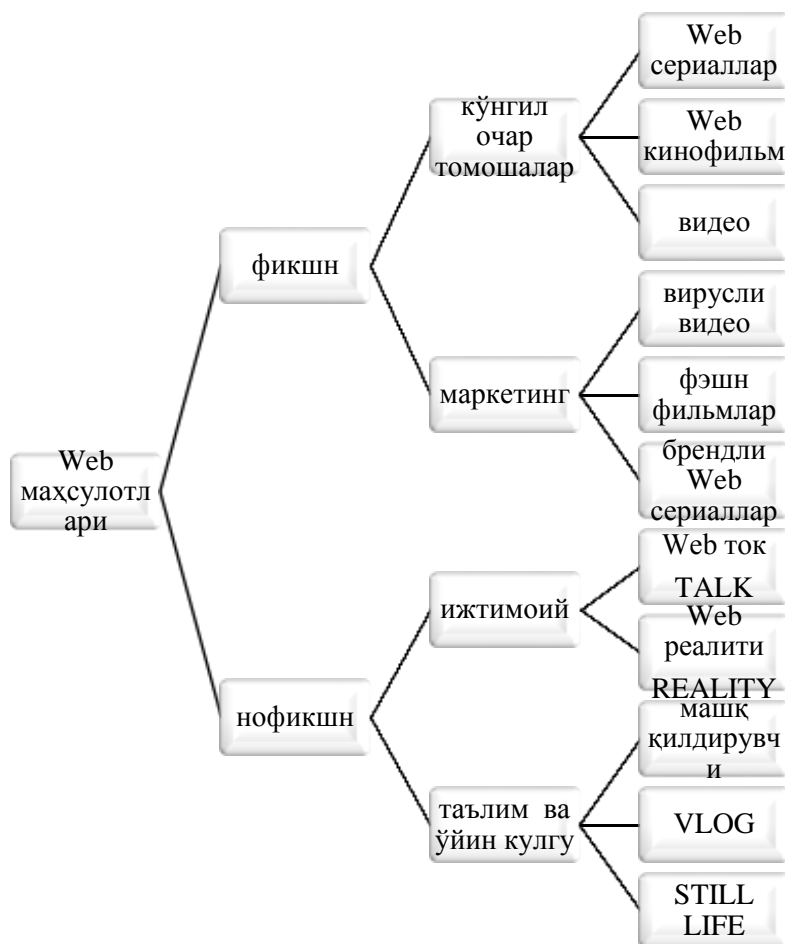 Web
сериаллар
кўнгил
очар
томошалар
Web
кинофильм
видео
фикшн
вирусли
видео
маркетинг
фэшн
фильмлар
брендли
Web
сериаллар
Web
маҳсулотл
ари
Web ток
TALK
ижтимоий
Web
реалити
REALITY
нофикшн
машқ
қилдирувч
и
таълим ва
ўйин кулгу
VLOG
STILL
LIFE